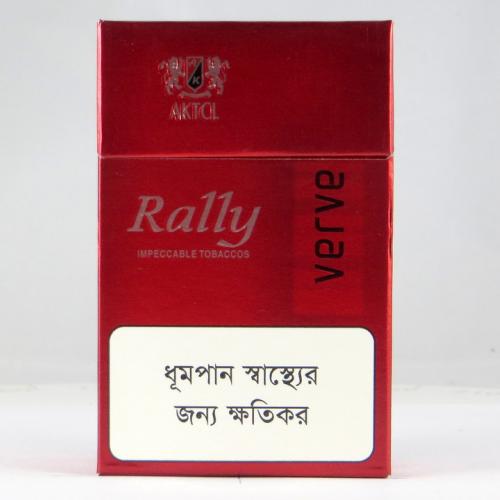 AKTCL
Rally
IMPECCABLE TOBACCOS
verve
ধূমপান স্বাস্থ্যের
জন্য ক্ষতিকর